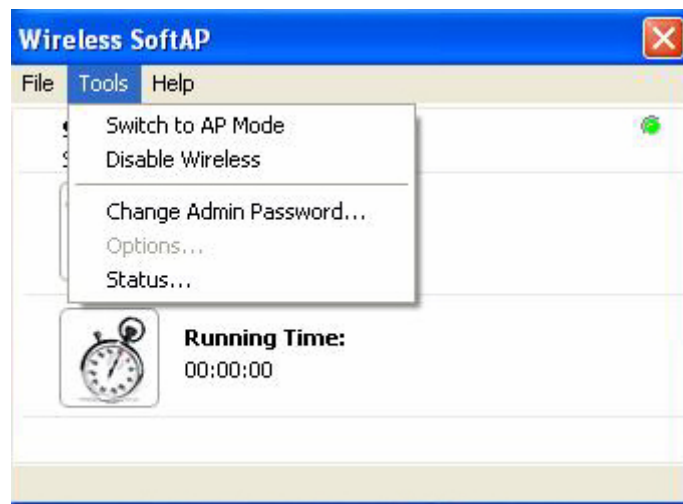 Wireless SoftAP
File Tools Help
Switch to AP Mode
Disable Wireless
Change Admin Password...
Options...
Status...
Running Time:
00:00:00